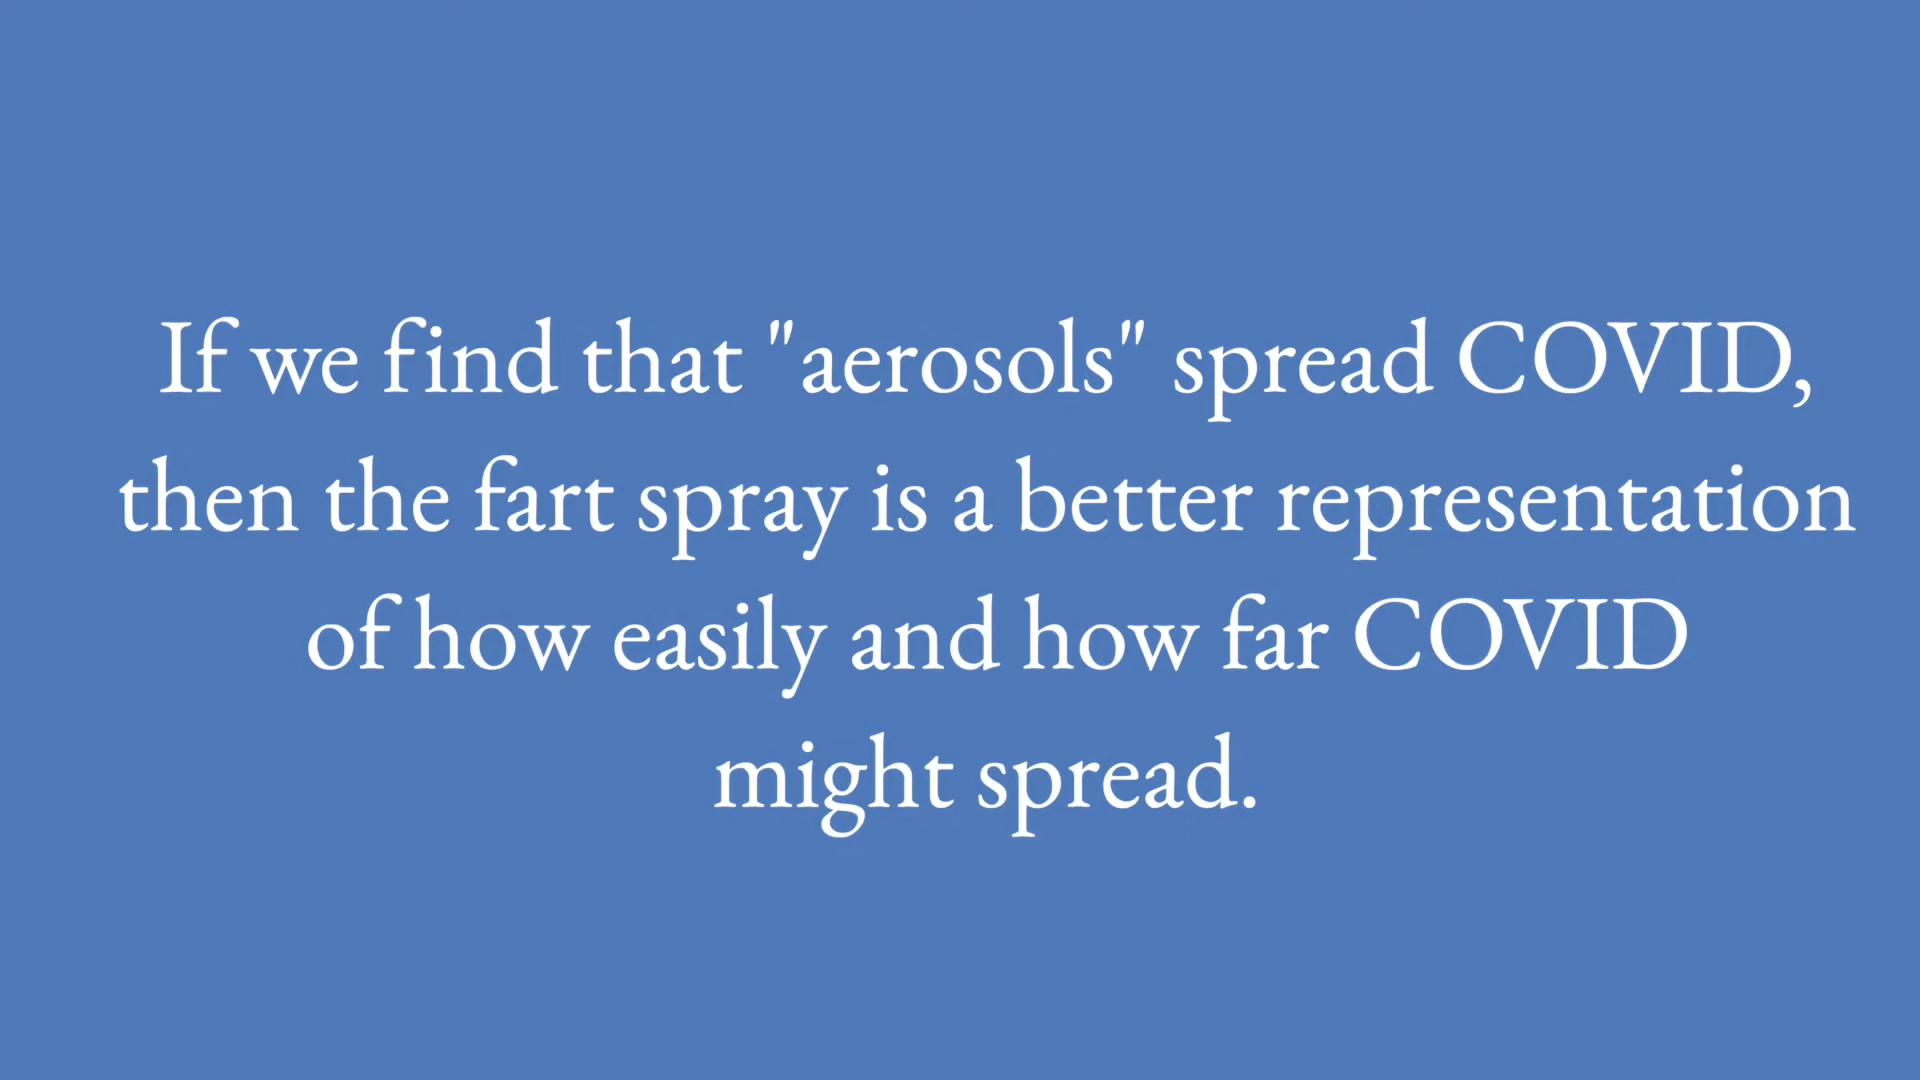 If we find that "aerosols" spread COVID,
then the fart spray is a better representation
of how easily and how far COVID
might spread.